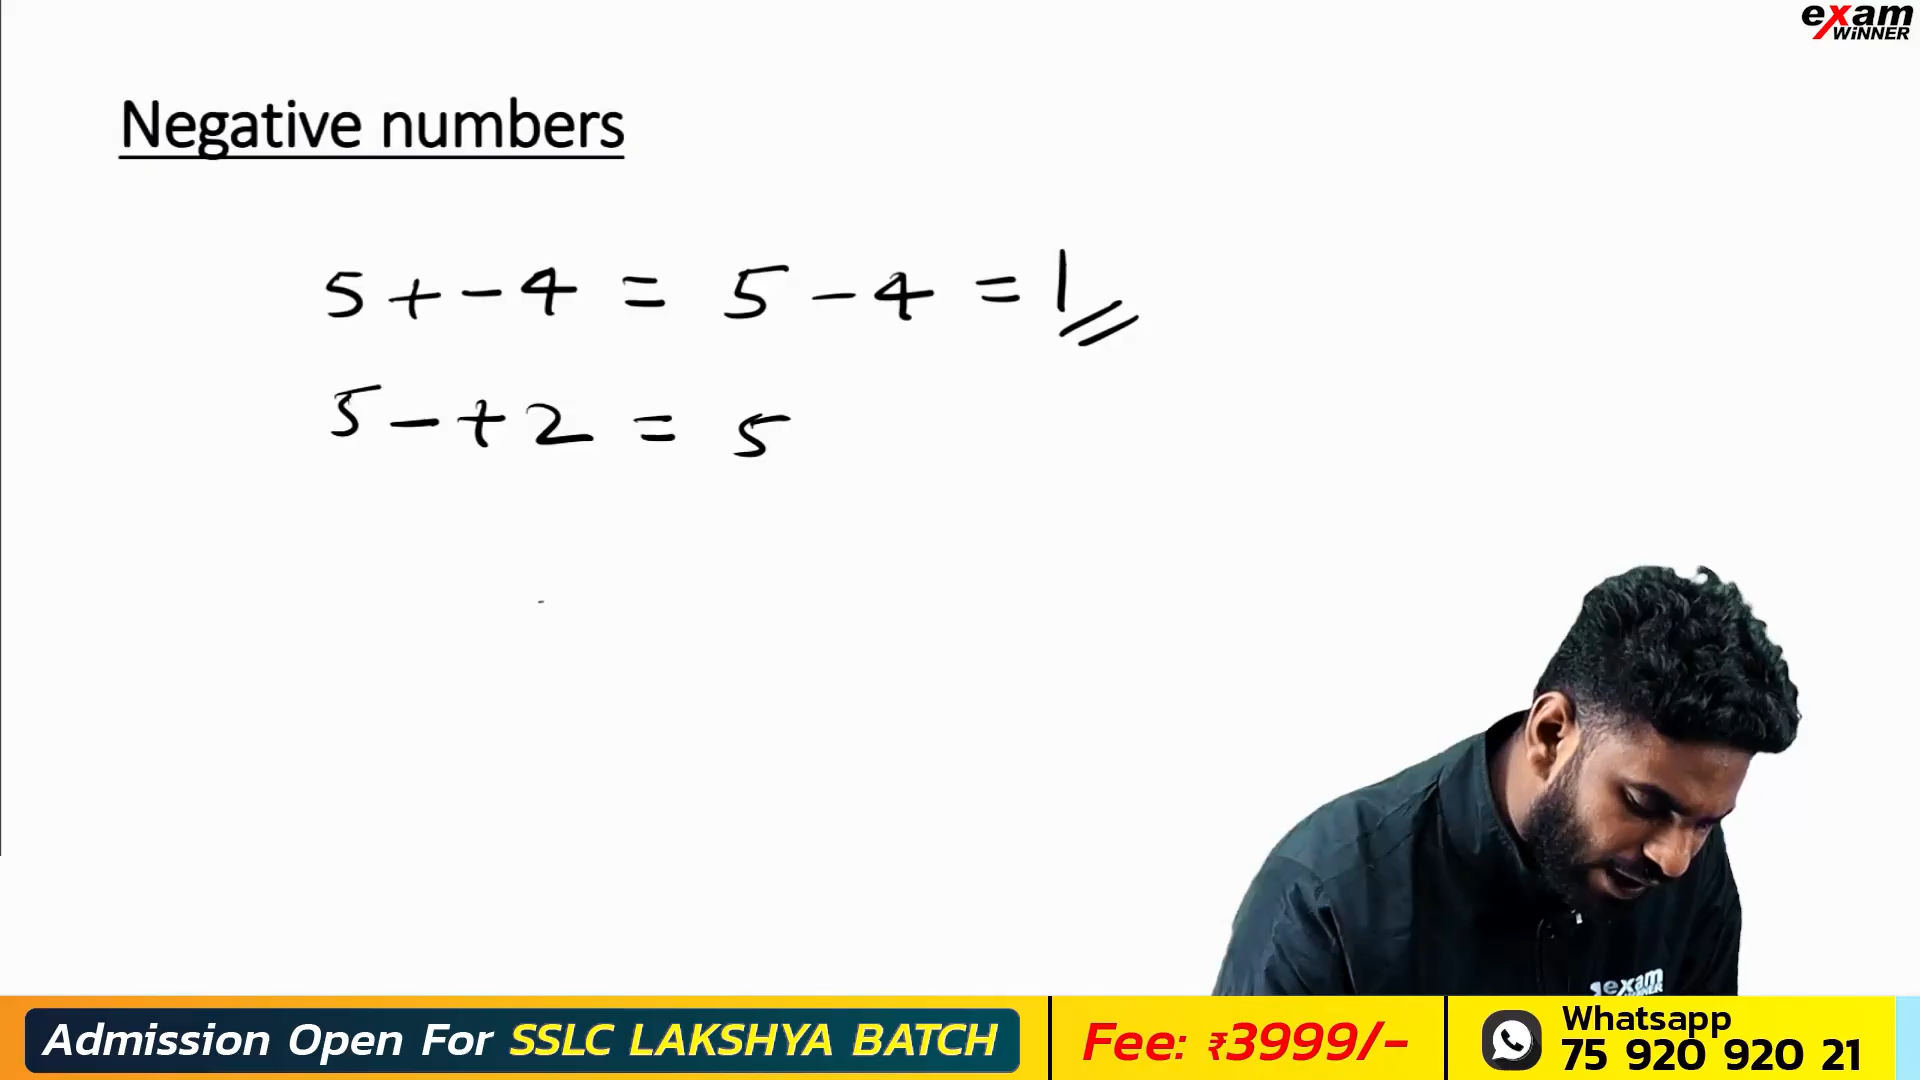 exam
WiNNER
Negative numbers
5 + - 4 = 5 - 4 = 1
5 - + 2 = 5
exam
WiNNER
Admission Open For SSLC LAKSHYA BATCH
Fee: ₹3999/-
Whatsapp
75 920 920 21